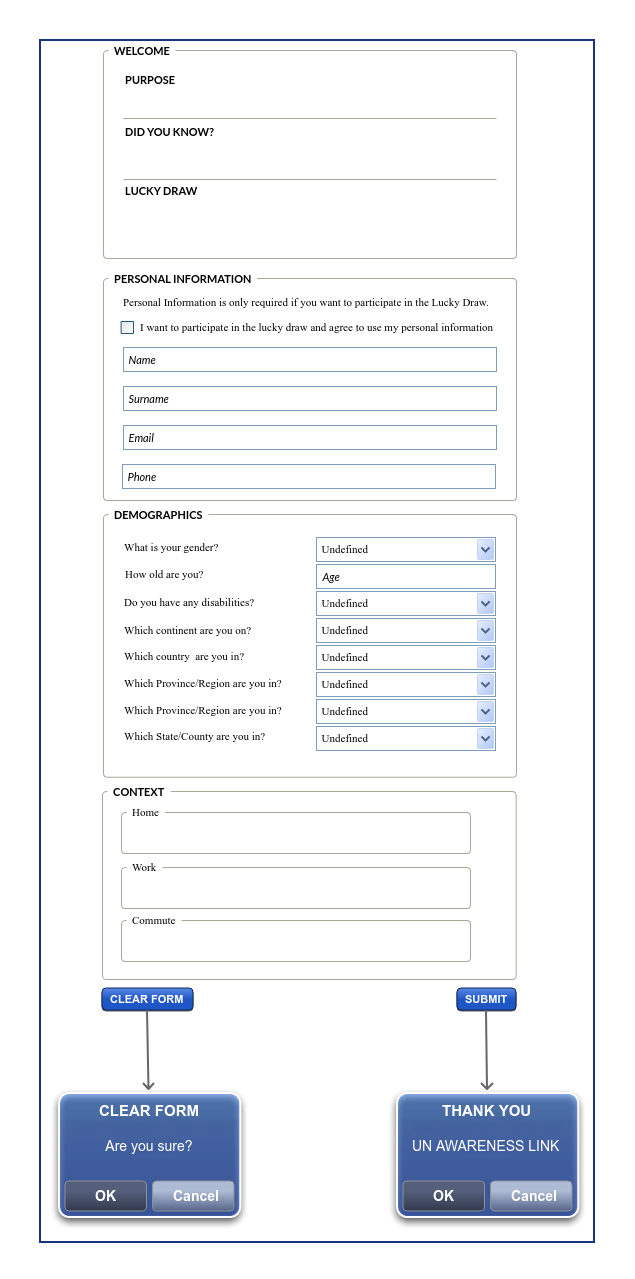 WELCOME
PURPOSE
DID YOU KNOW?
LUCKY DRAW
PERSONAL INFORMATION
Personal Information is only required if you want to participate in the Lucky Draw.
I want to participate in the lucky draw and agree to use my personal information
Name
Surname
Email
Phone
DEMOGRAPHICS
What is your gender? Undefined
How old are you? Age
Do you have any disabilities? Undefined
Which continent are you on? Undefined
Which country  are you in? Undefined
Which Province/Region are you in? Undefined
Which Province/Region are you in? Undefined
Which State/County are you in? Undefined
CONTEXT
Home
Work
Commute
CLEAR FORM SUBMIT
CLEAR FORM
Are you sure?
OK Cancel
THANK YOU
UN AWARENESS LINK
OK Cancel